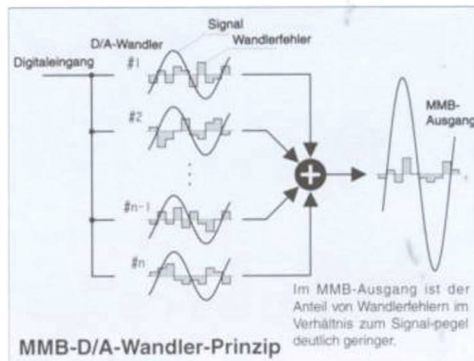 Signal
D/A-Wandler
Wandlerfehler
Digitaleingang
#1
MMB-
Ausgang
#2
#n-1
#n
Im MMB-Ausgang ist der
Anteil von Wandlerfehlern im
Verhältnis zum Signal-pegel
deutlich geringer.
MMB-D/A-Wandler-Prinzip